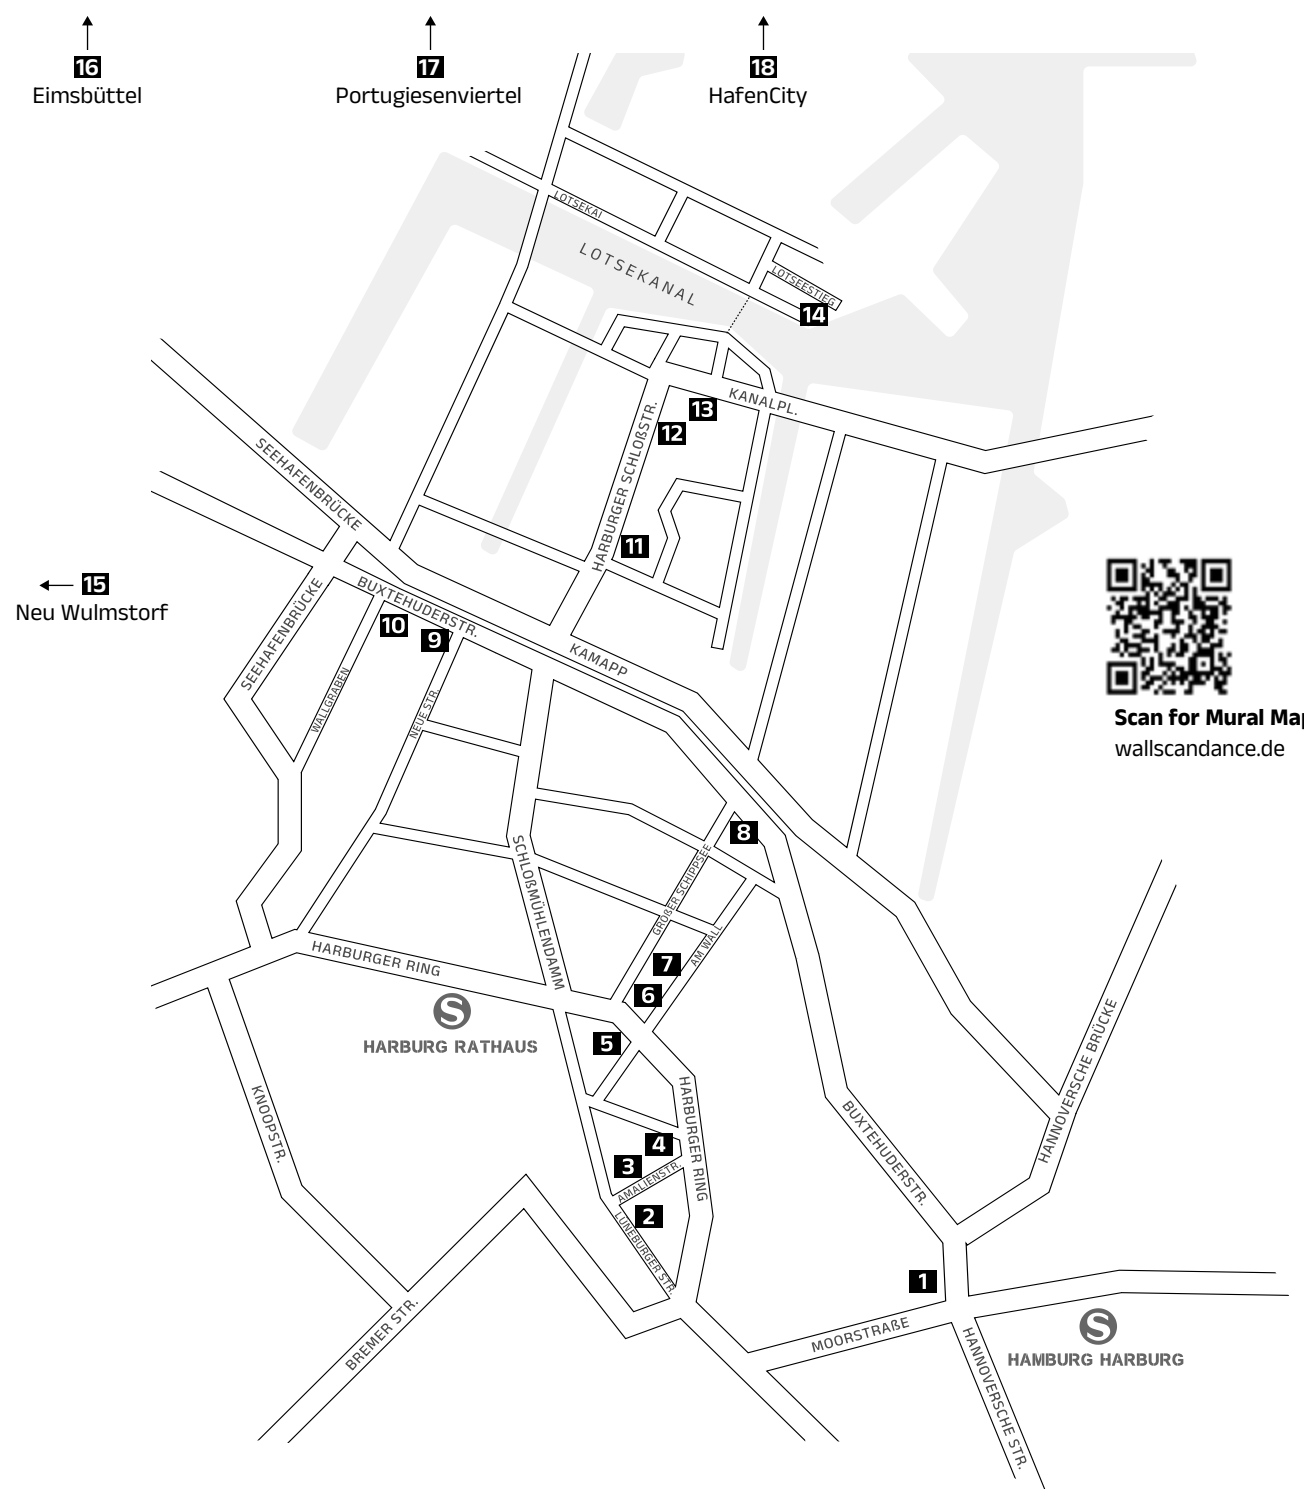 16
Eimsbüttel
17
Portugiesenviertel
18
HafenCity
LOTSEKAI
LOTSEKANAL
LOTSEESTIEG
14
KANALPL.
13
12
HARBURGER SCHLOßSTR.
11
SEEHAFENBRÜCKE
15
Neu Wulmstorf
SEEHAFENBRÜCKE
BUXTEHUDERSTR.
10
9
KAMAPP
WALLGRABEN
NEUE STR.
Scan for Mural Map
wallscandance.de
8
SCHLOßMÜHLENDAMM
GROßER SCHIPPSEE
AM WALL
7
6
HARBURGER RING
S
HARBURG RATHAUS
5
KNOOPSTR.
HARBURGER RING
4
3
AMALIENSTR.
2
LÜNEBURGER STR.
BUXTEHUDERSTR.
HANNOVERSCHE BRÜCKE
1
BREMER STR.
MOORSTRAßE
HANNOVERSCHE STR.
S
HAMBURG HARBURG